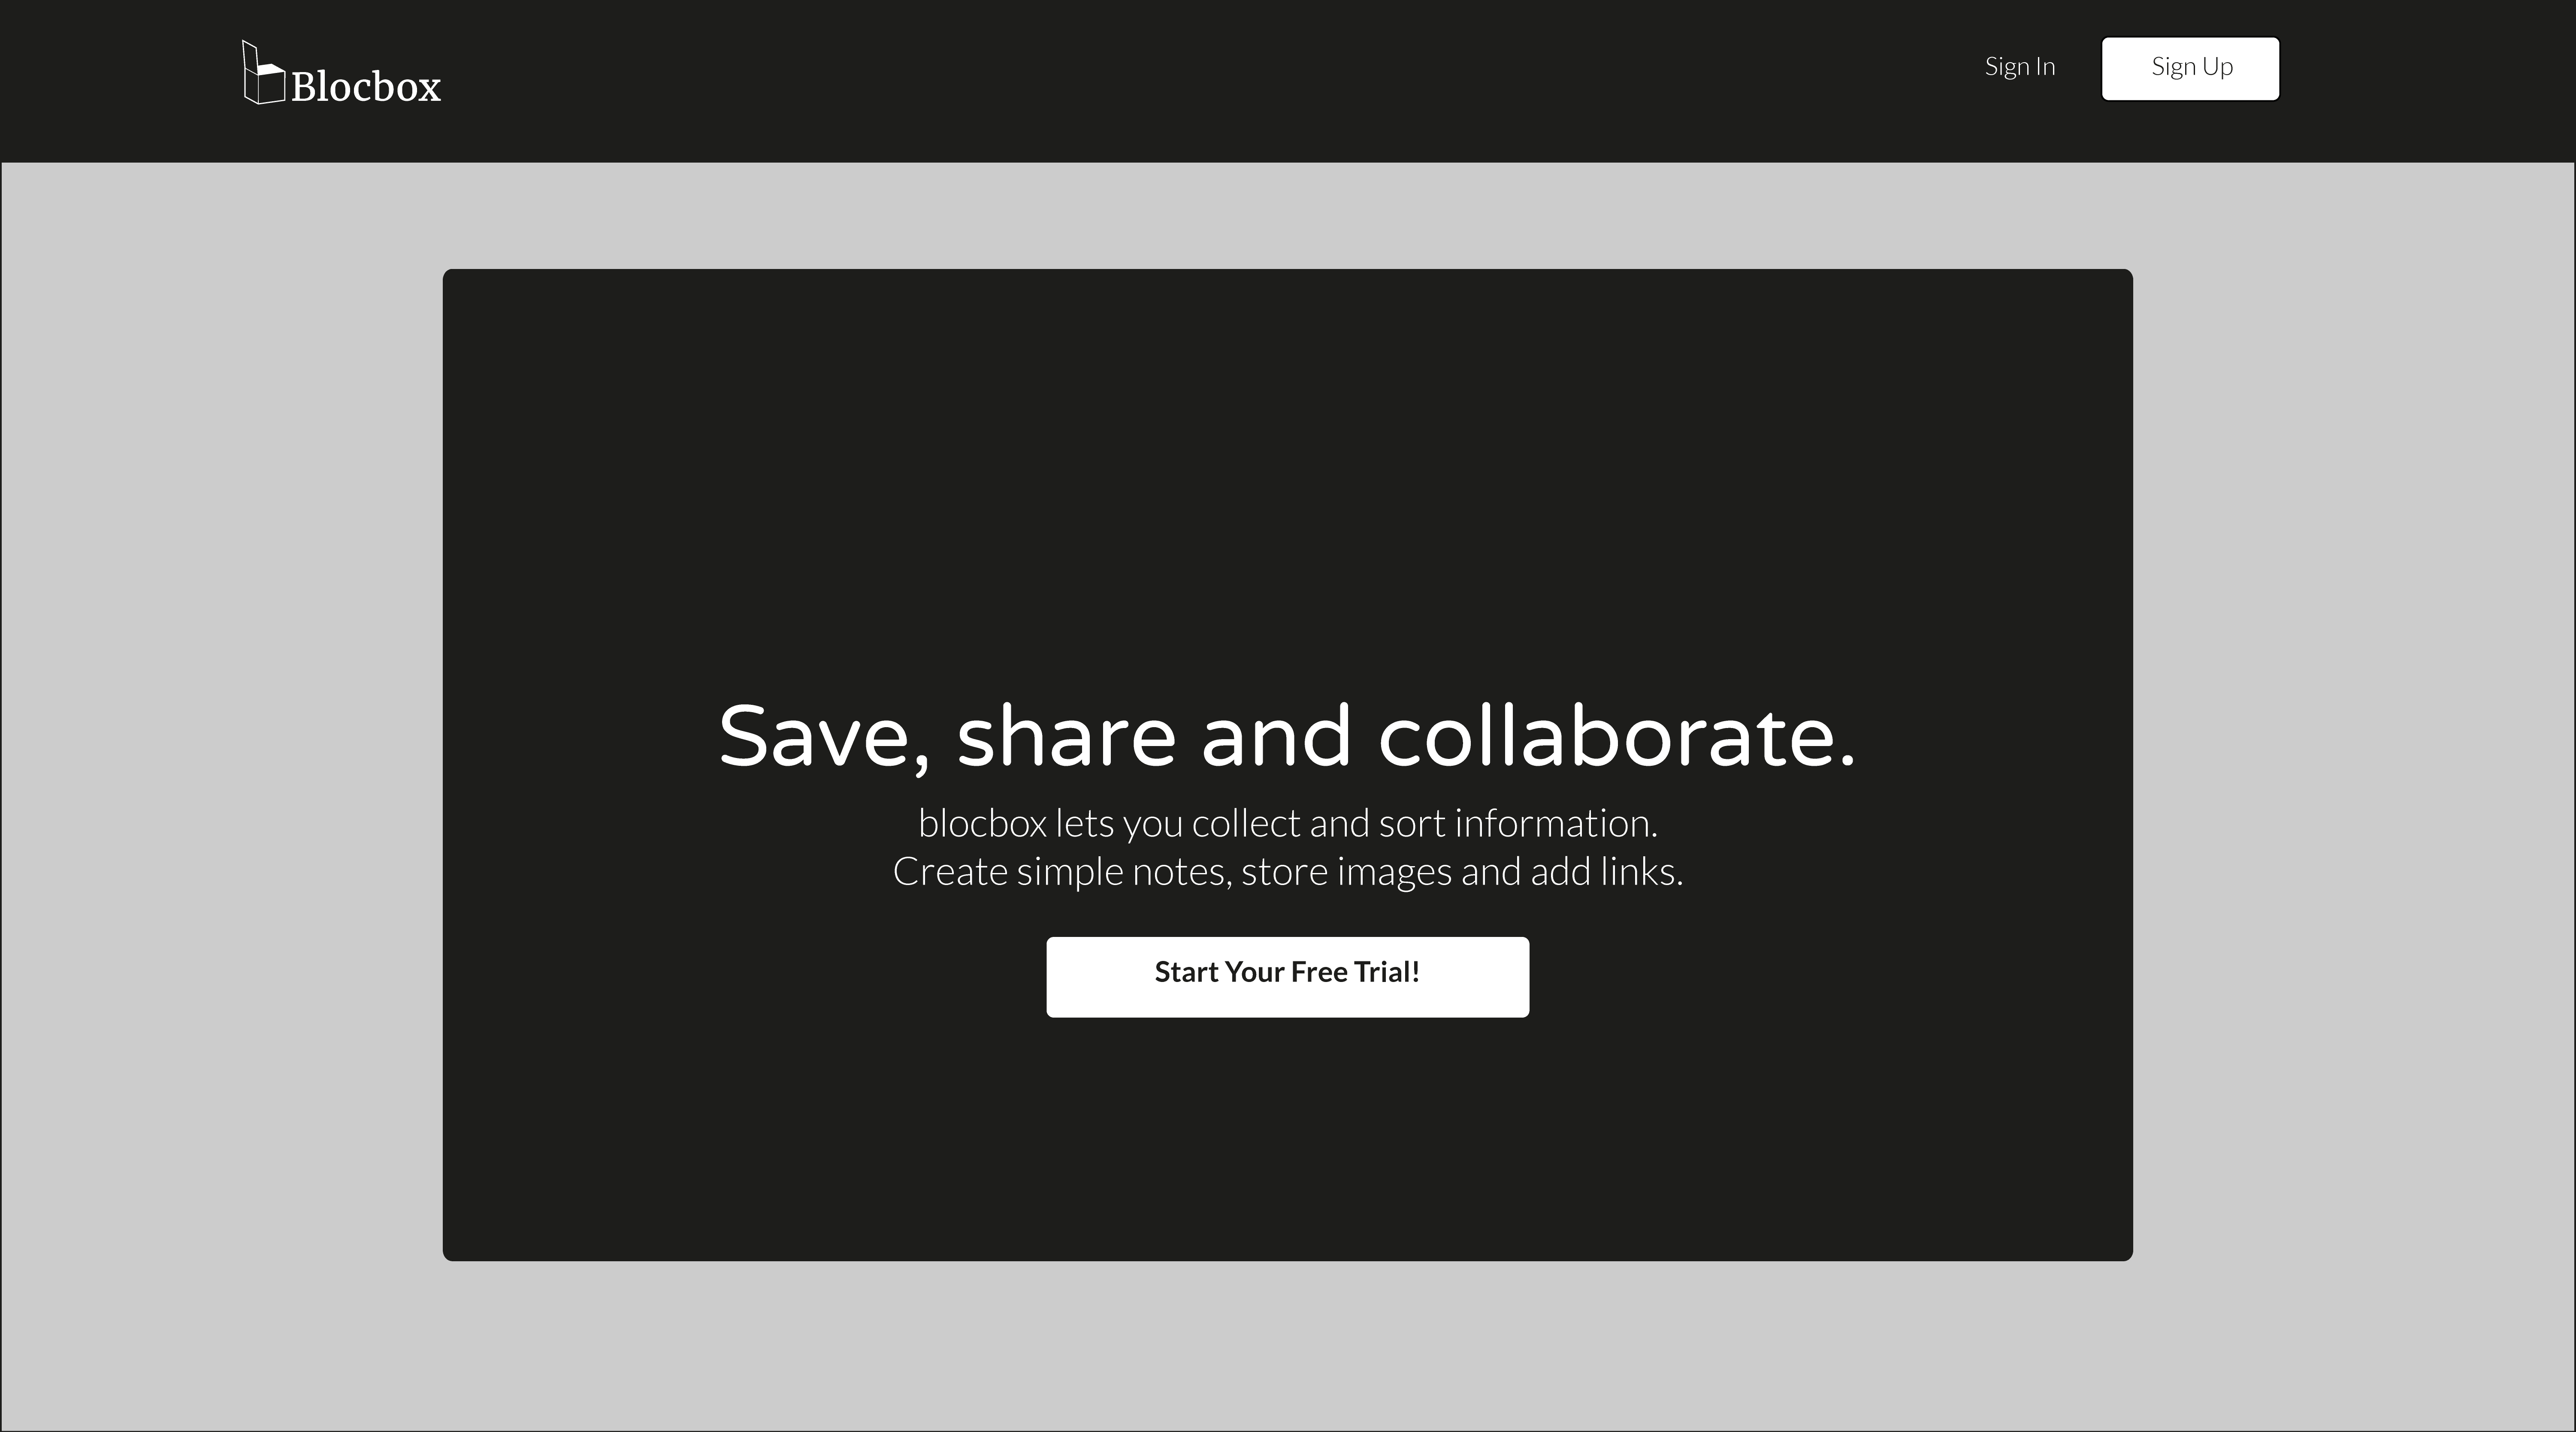 Blocbox
Sign In
Sign Up
Save, share and collaborate.
blocbox lets you collect and sort information.
Create simple notes, store images and add links.
Start Your Free Trial!